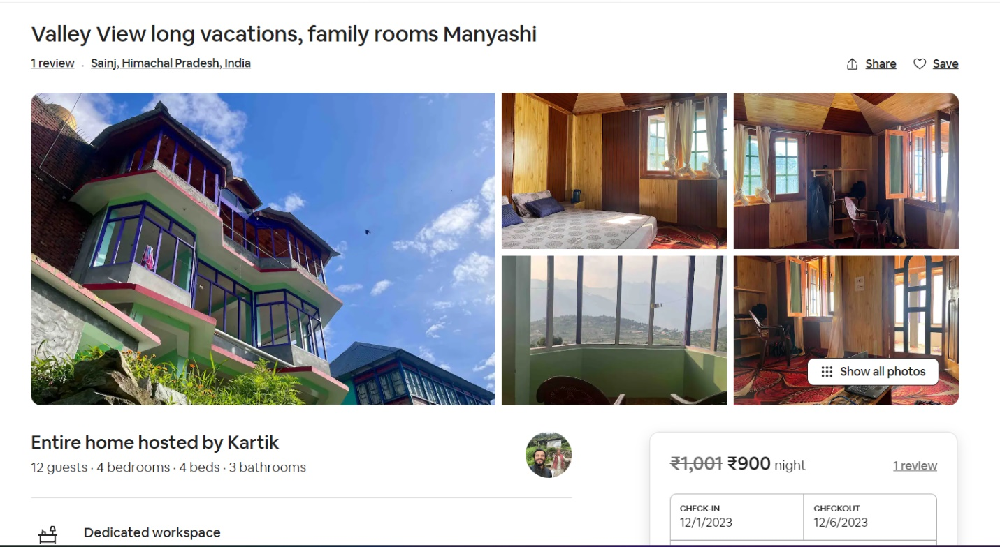 Valley View long vacations, family rooms Manyashi
1 review · Sainj, Himachal Pradesh, India
Share Save
Show all photos
Entire home hosted by Kartik
12 guests · 4 bedrooms · 4 beds · 3 bathrooms
₹1,001 ₹900 night 1 review
CHECK-IN CHECKOUT
12/1/2023 12/6/2023
Dedicated workspace